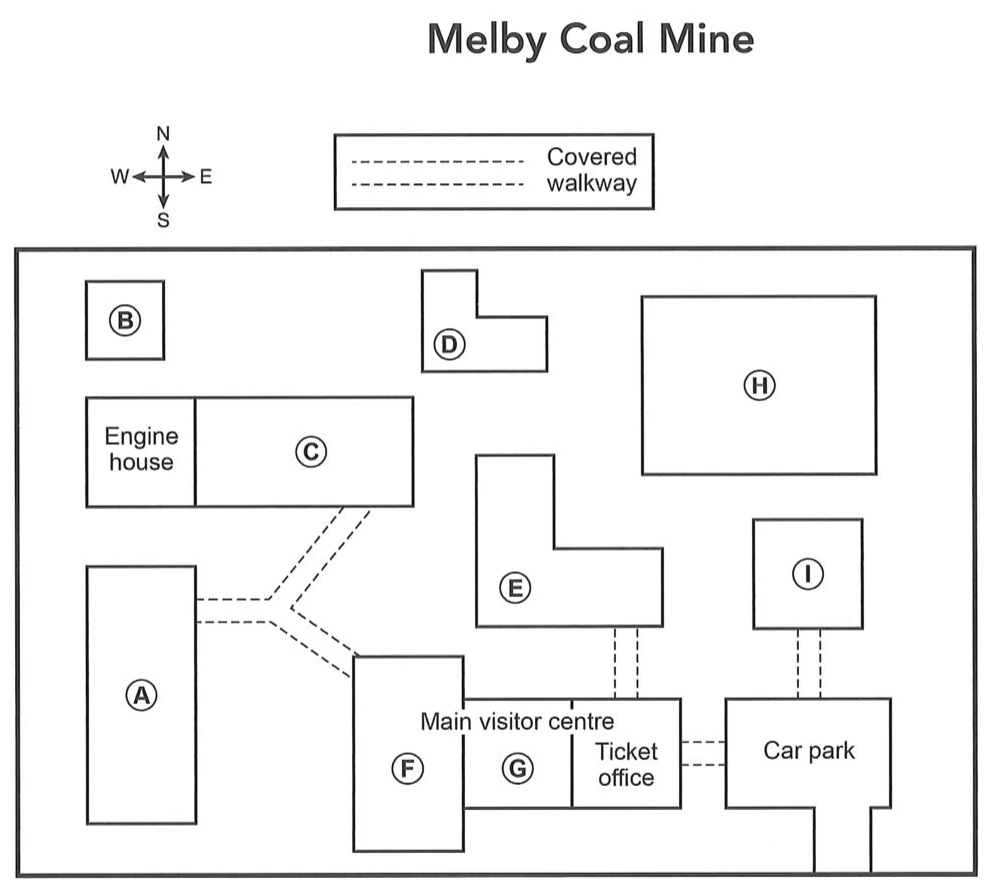 Melby Coal Mine
N
W E
S
Covered
walkway
B
D
H
Engine
house
C
E
I
A
Main visitor centre
F
G
Ticket
office
Car park